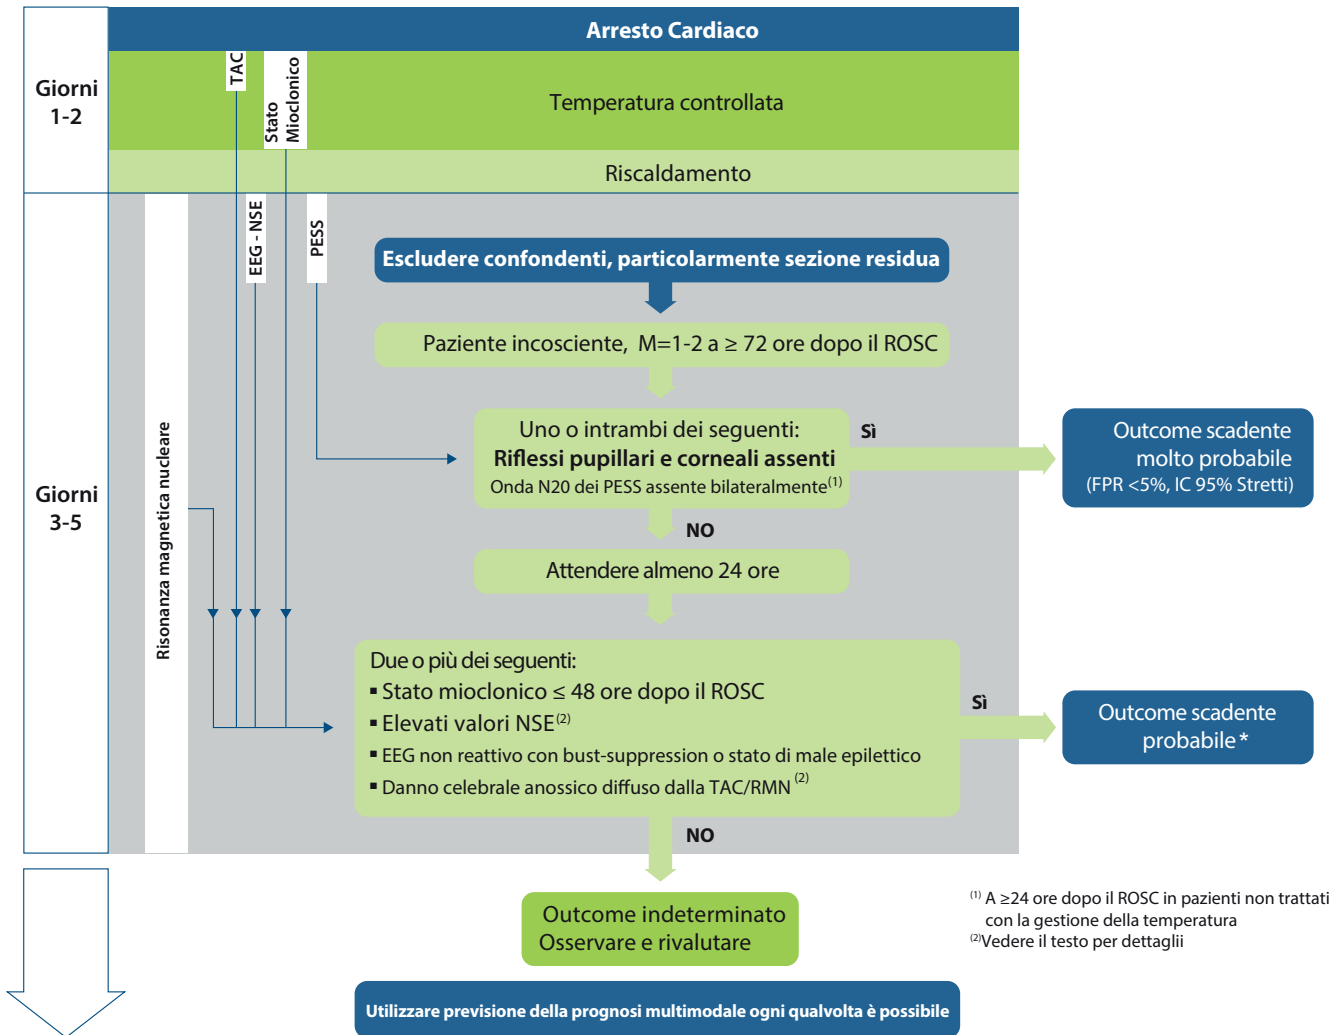 Arresto Cardiaco
Giorni
1-2
TAC
Stato
Mioclonico
Temperatura controllata
Riscaldamento
Giorni
3-5
Risonanza magnetica nucleare
EEG - NSE
PESS
Escludere confondenti, particolarmente sezione residua
Paziente incosciente, M=1-2 a ≥ 72 ore dopo il ROSC
Uno o intrambi dei seguenti:
Riflessi pupillari e corneali assenti
Onda N20 dei PESS assente bilateralmente(1)
Sì
Outcome scadente
molto probabile
(FPR <5%, IC 95% Stretti)
NO
Attendere almeno 24 ore
Due o più dei seguenti:
▪ Stato mioclonico ≤ 48 ore dopo il ROSC
▪ Elevati valori NSE(2)
▪ EEG non reattivo con bust-suppression o stato di male epilettico
▪ Danno celebrale anossico diffuso dalla TAC/RMN (2)
Sì
Outcome scadente
probabile *
NO
Outcome indeterminato
Osservare e rivalutare
(1) A ≥24 ore dopo il ROSC in pazienti non trattati
con la gestione della temperatura
(2)Vedere il testo per dettaglii
Utilizzare previsione della prognosi multimodale ogni qualvolta è possibile